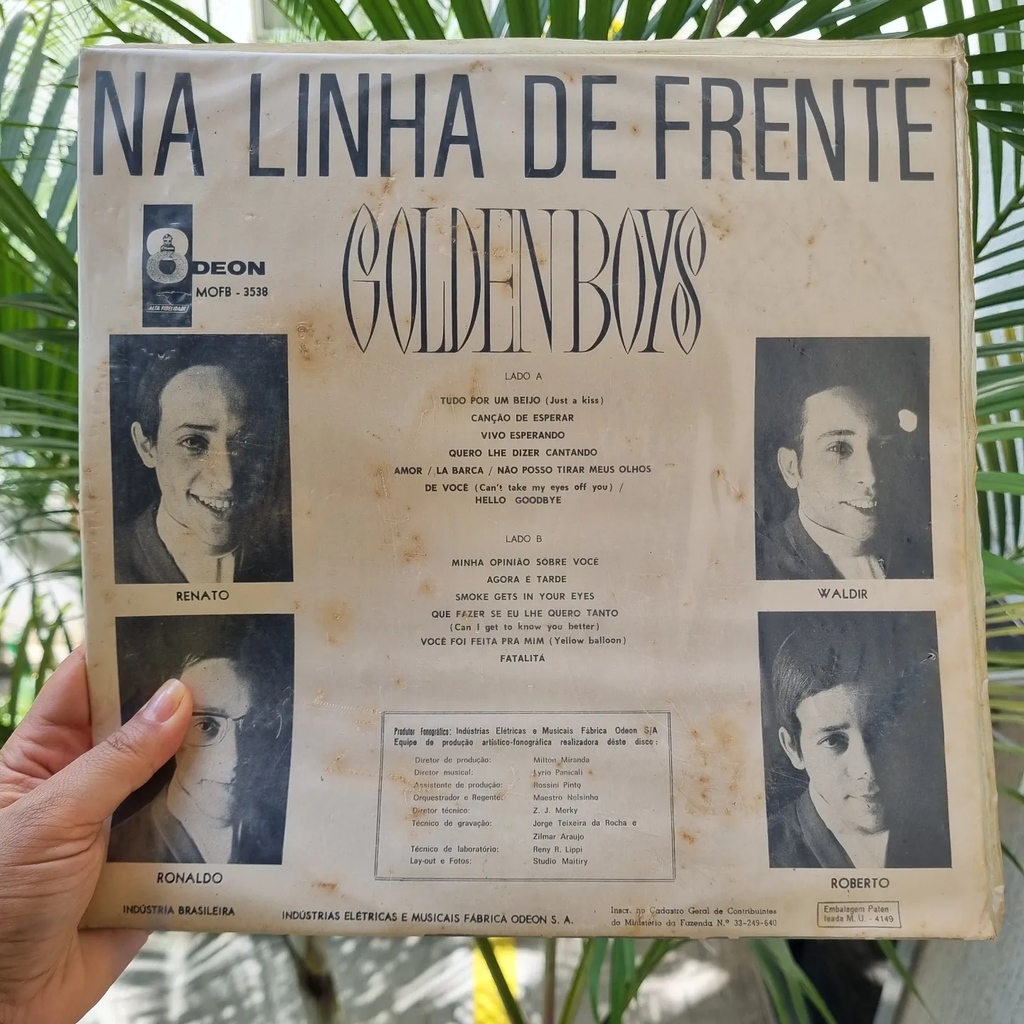 NA LINHA DE FRENTE
GOLDEN BOYS
8
ODEON
MOFB - 3538
ALTA FIDELIDADE
LADO A
TUDO POR UM BEIJO (Just a kiss)
CANÇÃO DE ESPERAR
VIVO ESPERANDO
QUERO LHE DIZER CANTANDO
AMOR / LA BARCA / NÃO POSSO TIRAR MEUS OLHOS
DE VOCÊ (Can't take my eyes off you) /
HELLO GOODBYE
LADO B
MINHA OPINIÃO SÔBRE VOCÊ
AGORA É TARDE
SMOKE GETS IN YOUR EYES
QUE FAZER SE EU LHE QUERO TANTO
(Can I get to know you better)
VOCÊ FOI FEITA PRA MIM (Yellow balloon)
FATALITÁ
RENATO
WALDIR
RONALDO
ROBERTO
Produtor Fonográfico: Indústrias Elétricas e Musicais Fábrica Odeon S/A
Equipe de produção artístico-fonográfica realizadora dêste disco:
Diretor de produção: Milton Miranda
Diretor musical: Lyrio Panicali
Assistente de produção: Rossini Pinto
Orquestrador e Regente: Maestro Nelsinho
Diretor técnico: Z. J. Merky
Técnico de gravação: Jorge Teixeira da Rocha e
Zilmar Araujo
Técnico de laboratório: Reny R. Lippi
Lay-out e Fotos: Studio Maitiry
INDÚSTRIA BRASILEIRA
INDÚSTRIAS ELÉTRICAS E MUSICAIS FÁBRICA ODEON S. A.
Inscr. no Cadastro Geral de Contribuintes
do Ministério da Fazenda N.º 33-249-640
Embalagem Paten
teada M. U. - 4149